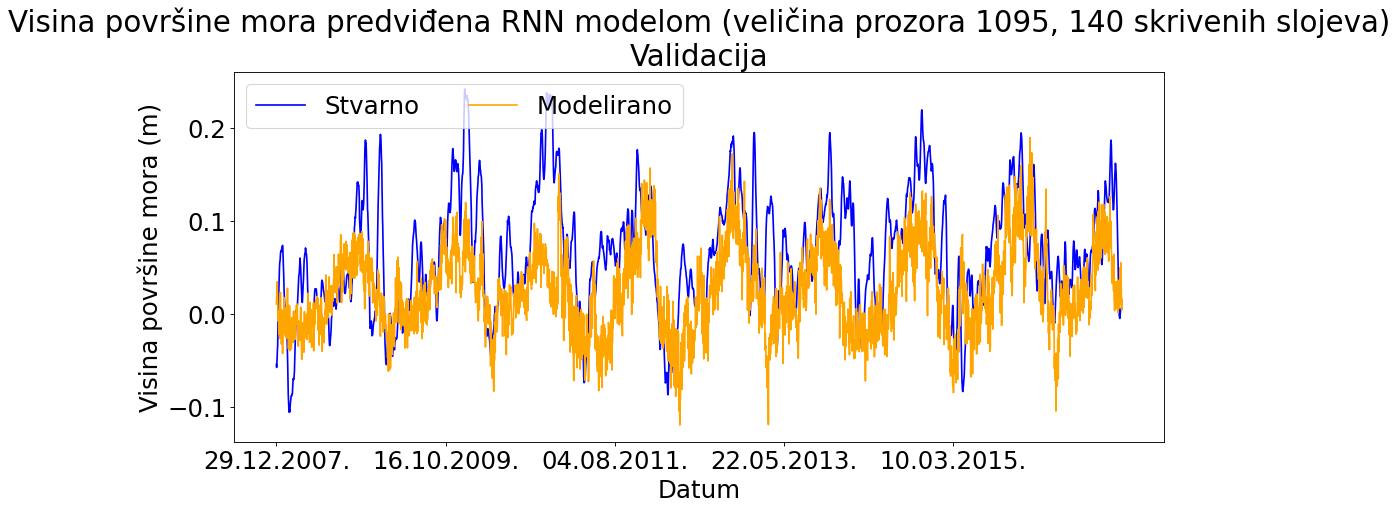 Visina površine mora predviđena RNN modelom (veličina prozora 1095, 140 skrivenih slojeva)
Validacija
Stvarno Modelirano
Visina površine mora (m)
0.2
0.1
0.0
−0.1
29.12.2007. 16.10.2009. 04.08.2011. 22.05.2013. 10.03.2015.
Datum